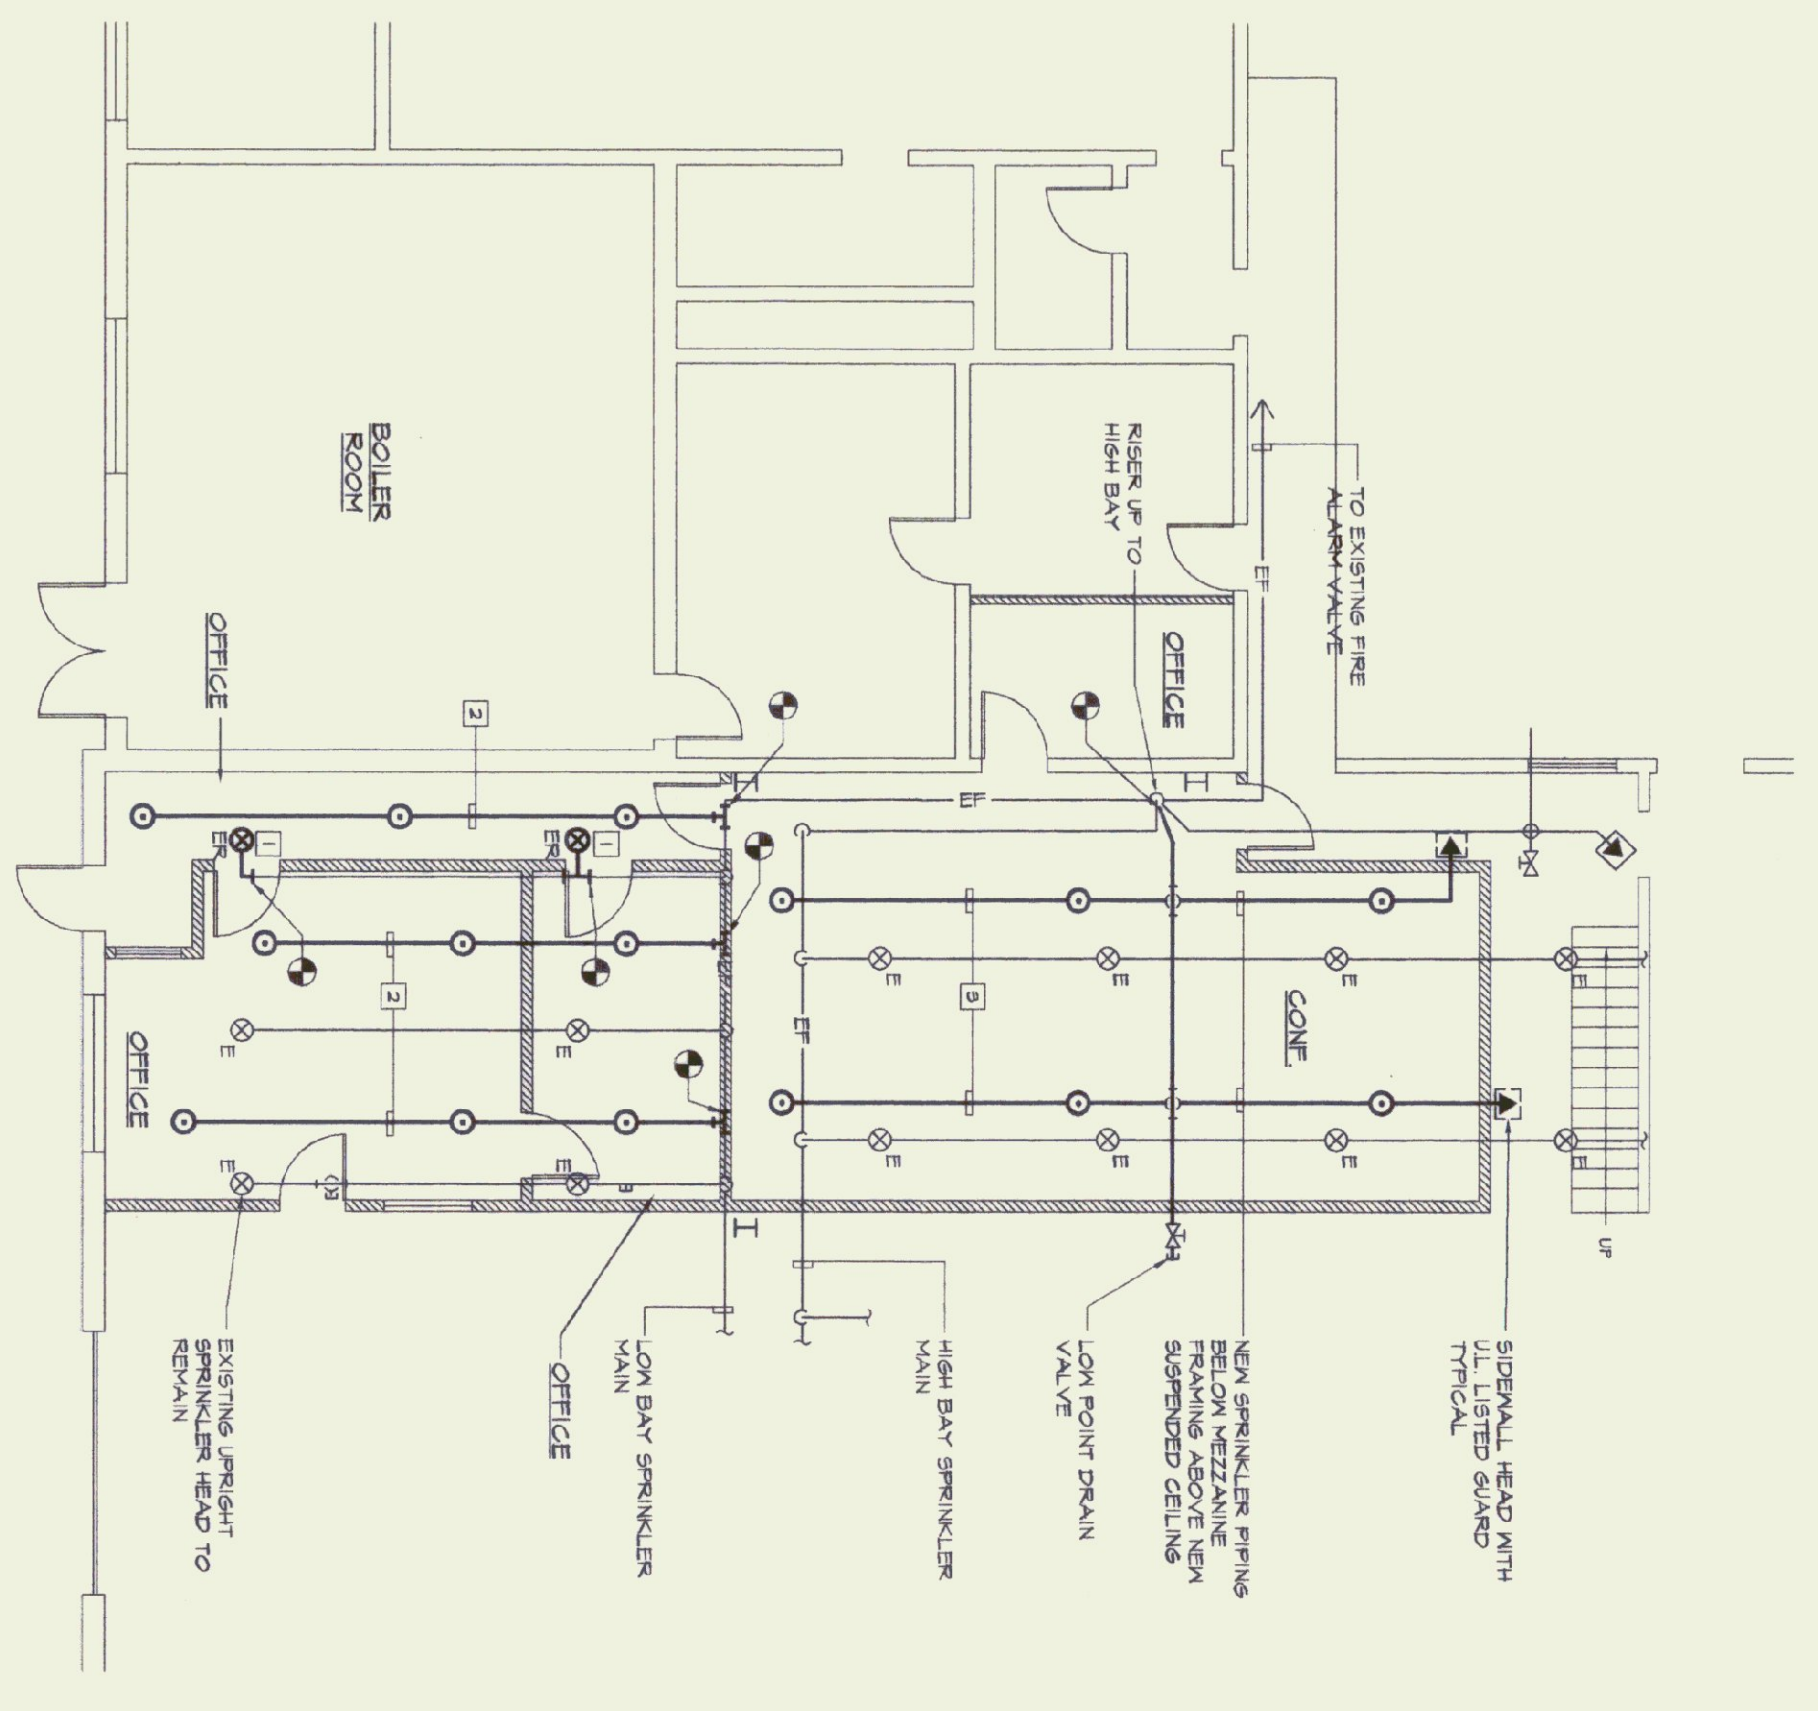 BOILER
ROOM
RISER UP TO
HIGH BAY
TO EXISTING FIRE
ALARM VALVE
EF
OFFICE
OFFICE
2
EF
ER
1
ER
1
E
E
E
E
EF
3
2
CONF.
OFFICE
E
E
E
E
E
E
E
E
UP
SIDEWALL HEAD WITH
U.L. LISTED GUARD
TYPICAL
NEW SPRINKLER PIPING
BELOW MEZZANINE
FRAMING ABOVE NEW
SUSPENDED CEILING
LOW POINT DRAIN
VALVE
HIGH BAY SPRINKLER
MAIN
LOW BAY SPRINKLER
MAIN
OFFICE
EXISTING UPRIGHT
SPRINKLER HEAD TO
REMAIN